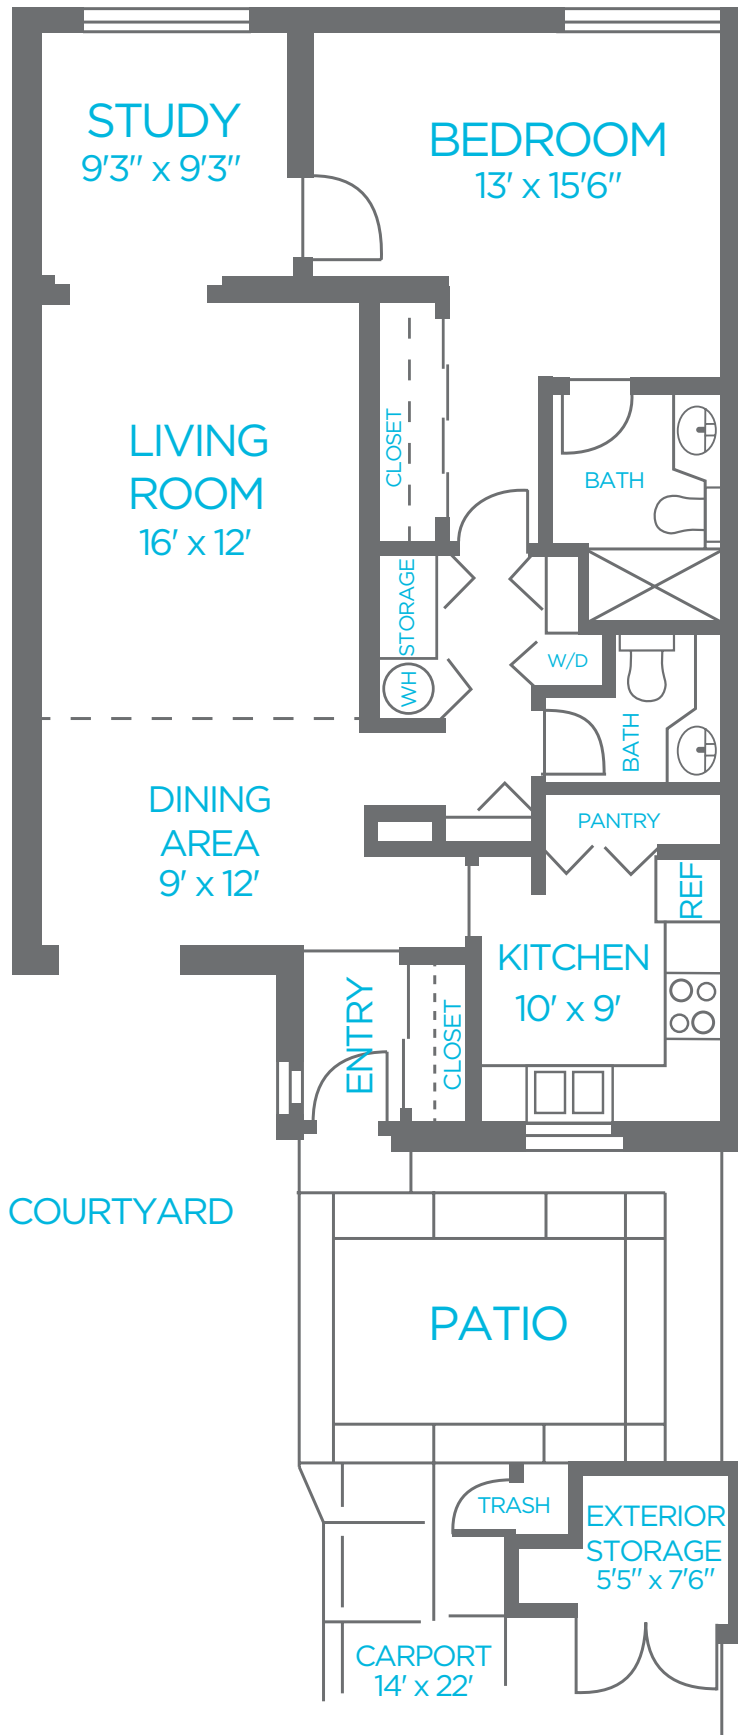 STUDY
9'3" x 9'3"
BEDROOM
13' x 15'6"
LIVING
ROOM
16' x 12'
CLOSET
BATH
STORAGE
WH
W/D
BATH
DINING
AREA
9' x 12'
PANTRY
REF
KITCHEN
10' x 9'
ENTRY
CLOSET
COURTYARD
PATIO
TRASH
EXTERIOR
STORAGE
5'5" x 7'6"
CARPORT
14' x 22'